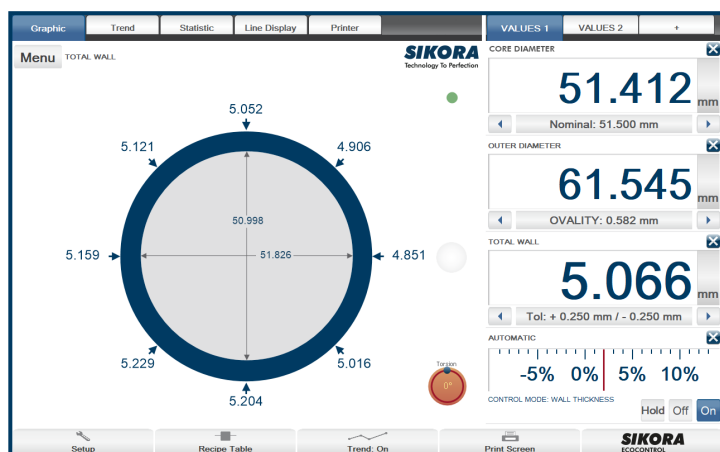 Graphic Trend Statistic Line Display Printer VALUES 1 VALUES 2 +
Menu TOTAL WALL
SIKORA
Technology To Perfection
5.052
5.121 4.906
50.998
5.159 51.826 4.851
5.229 5.016
5.204
Torsion
0°
CORE DIAMETER
51.412 mm
Nominal: 51.500 mm
OUTER DIAMETER
61.545 mm
OVALITY: 0.582 mm
TOTAL WALL
5.066 mm
Tol: + 0.250 mm / - 0.250 mm
AUTOMATIC
-5% 0% 5% 10%
CONTROL MODE: WALL THICKNESS
Hold Off On
Setup Recipe Table Trend: On Print Screen
SIKORA
ECOCONTROL